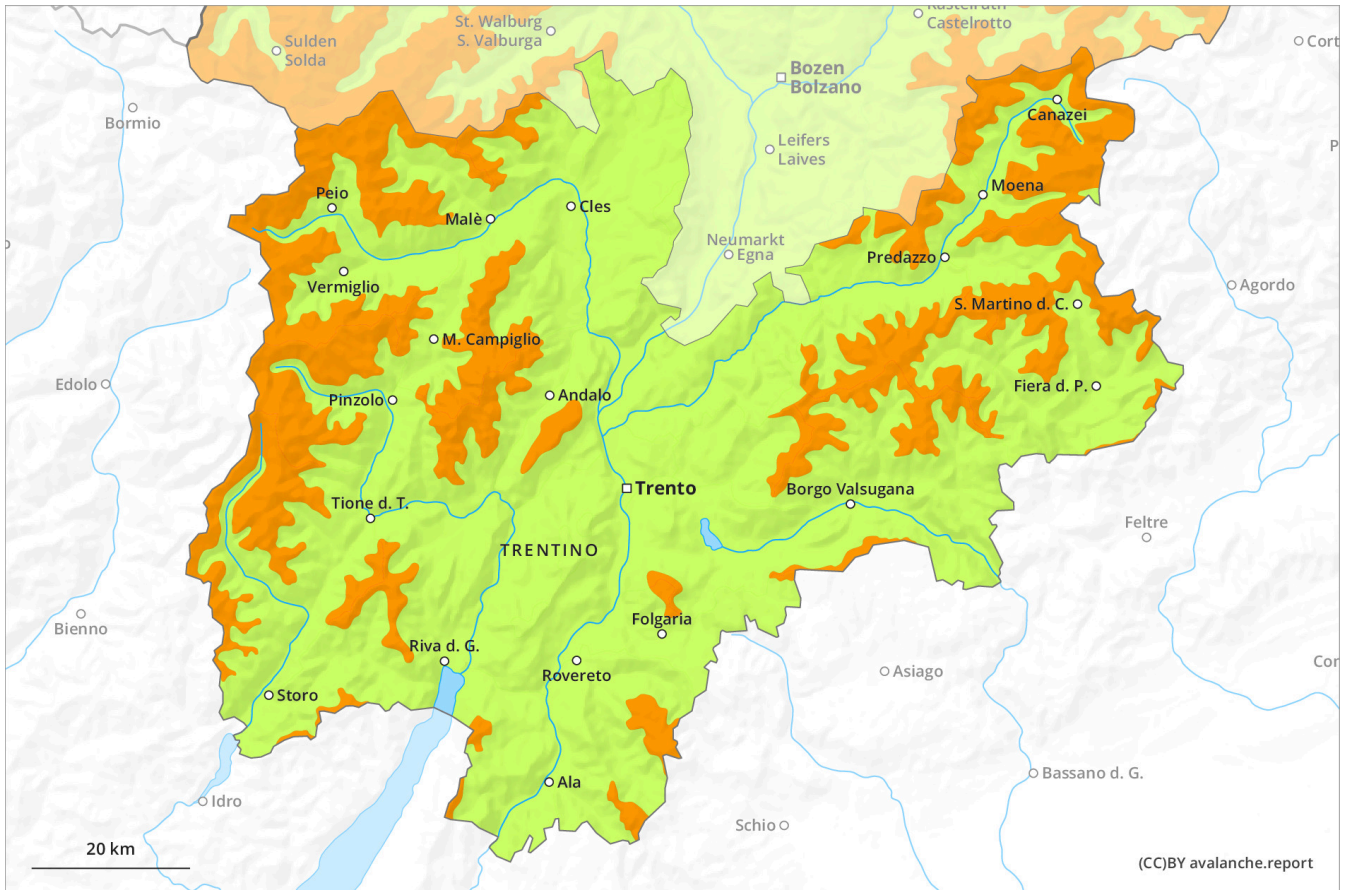 Kastelruth
Castelrotto
St. Walburg
S. Valburga
Sulden
Solda
Cort
Bozen
Bolzano
Bormio
Canazei
Leifers
Laives
P
Moena
Peio
Malè
Cles
Neumarkt
Egna
Predazzo
Vermiglio
Agordo
S. Martino d. C.
M. Campiglio
Edolo
Fiera d. P.
Andalo
Pinzolo
Trento
Borgo Valsugana
Tione d. T.
Feltre
TRENTINO
Folgaria
Bienno
Riva d. G.
Rovereto
Asiago
Cor
Storo
Bassano d. G.
Ala
Idro
Schio
20 km
(CC)BY avalanche.report